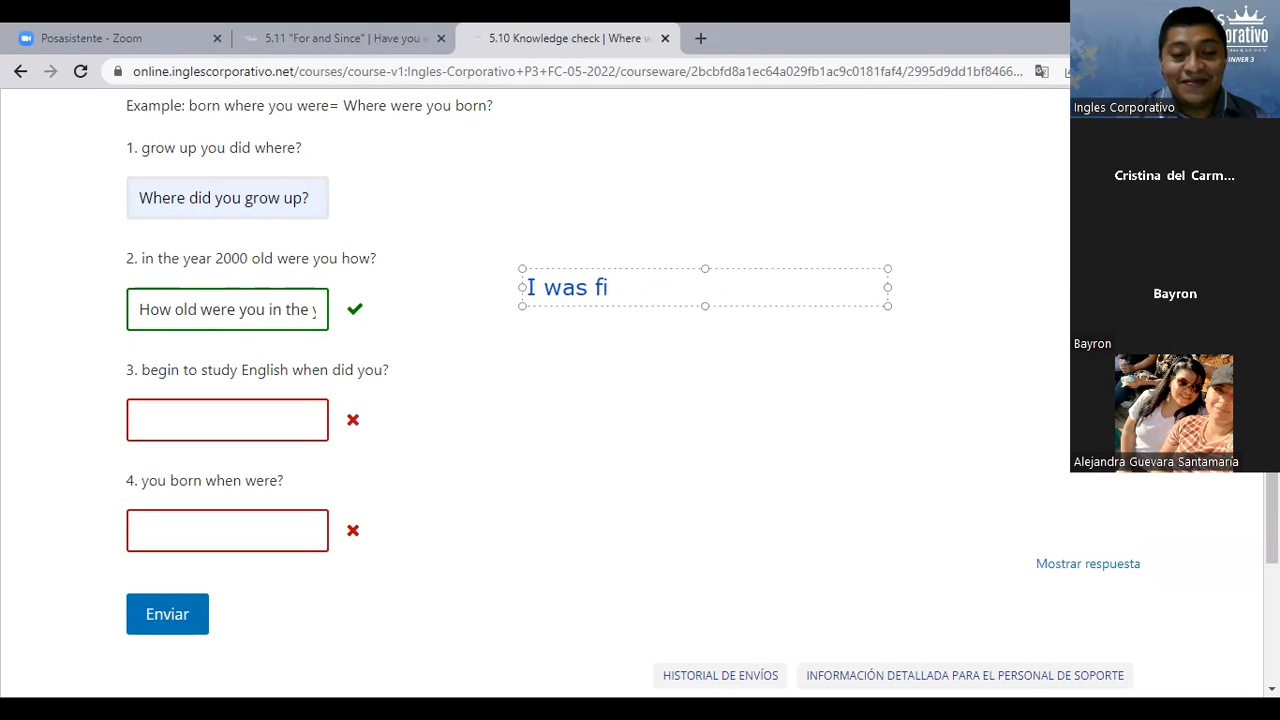 Posasistente - Zoom
5.11 "For and Since" | Have you e
5.10 Knowledge check | Where w
online.inglescorporativo.net/courses/course-v1:Ingles-Corporativo+P3+FC-05-2022/courseware/2bcbfd8a1ec64a029fb1ac9c0181faf4/2995d9dd1bf8466...
Example: born where you were= Where were you born?
1. grow up you did where?
Where did you grow up?
2. in the year 2000 old were you how?
How old were you in the y
I was fi
3. begin to study English when did you?
4. you born when were?
Mostrar respuesta
Enviar
HISTORIAL DE ENVÍOS
INFORMACIÓN DETALLADA PARA EL PERSONAL DE SOPORTE
Ingles Corporativo
Cristina del Carm...
Bayron
Bayron
Alejandra Guevara Santamaría